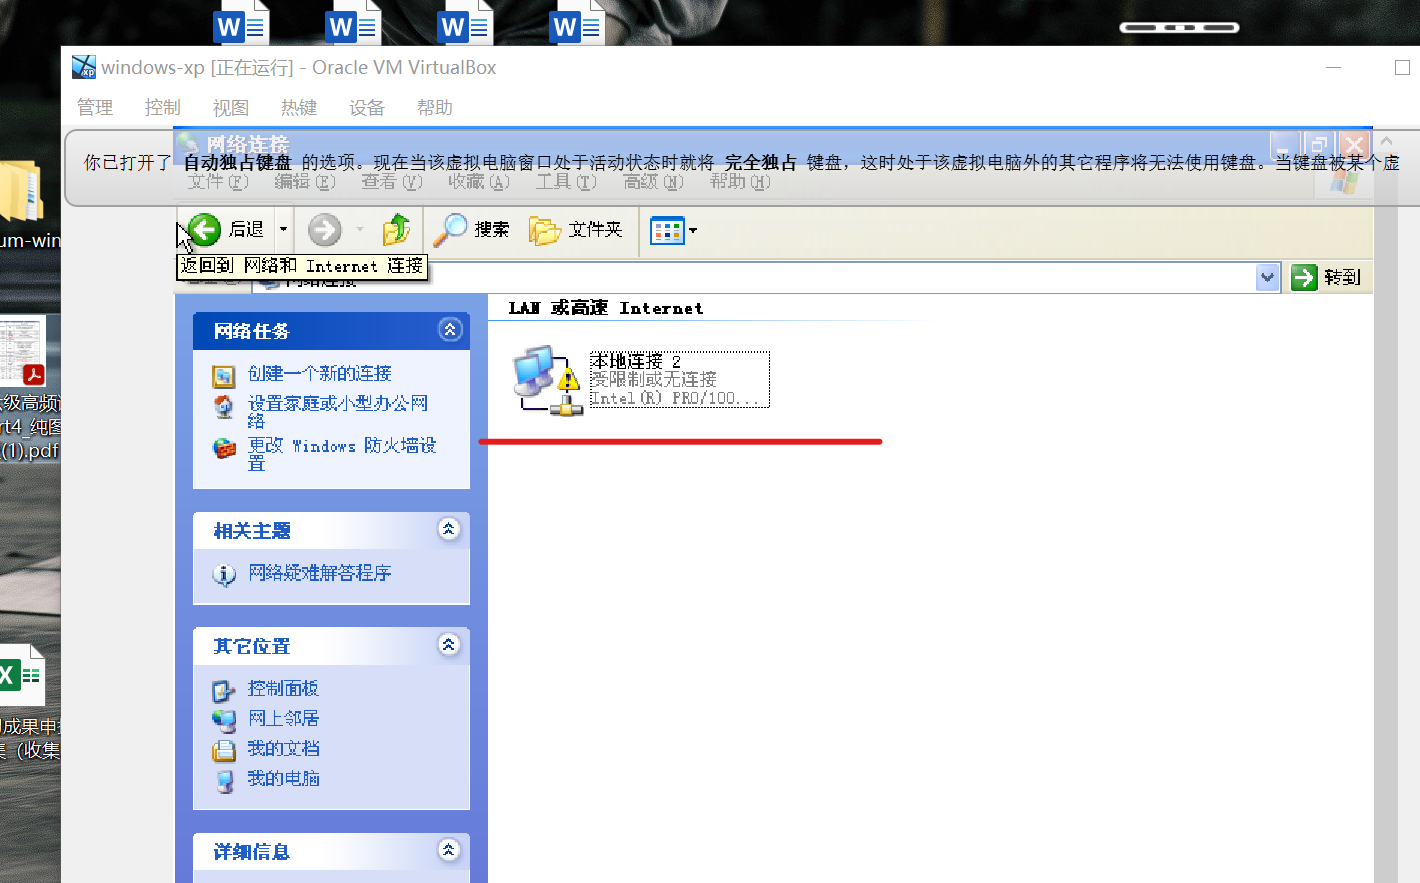 windows-xp [正在运行] - Oracle VM VirtualBox
管理 控制 视图 热键 设备 帮助
网络连接
你已打开了 自动独占键盘 的选项。现在当该虚拟电脑窗口处于活动状态时就将 完全独占 键盘，这时处于该虚拟电脑外的其它程序将无法使用键盘。当键盘被某个虚
文件(F) 编辑(E) 查看(V) 收藏(A) 工具(T) 高级(N) 帮助(H)
后退 搜索 文件夹
um-win
返回到 网络和 Internet 连接
网络连接 转到
LAN 或高速 Internet
网络任务
创建一个新的连接
设置家庭或小型办公网
络
更改 Windows 防火墙设
置
本地连接 2
受限制或无连接
Intel(R) PRO/100...
级高频
rt4_纯图
(1).pdf
相关主题
网络疑难解答程序
其它位置
控制面板
网上邻居
我的文档
我的电脑
成果申
（收集
详细信息